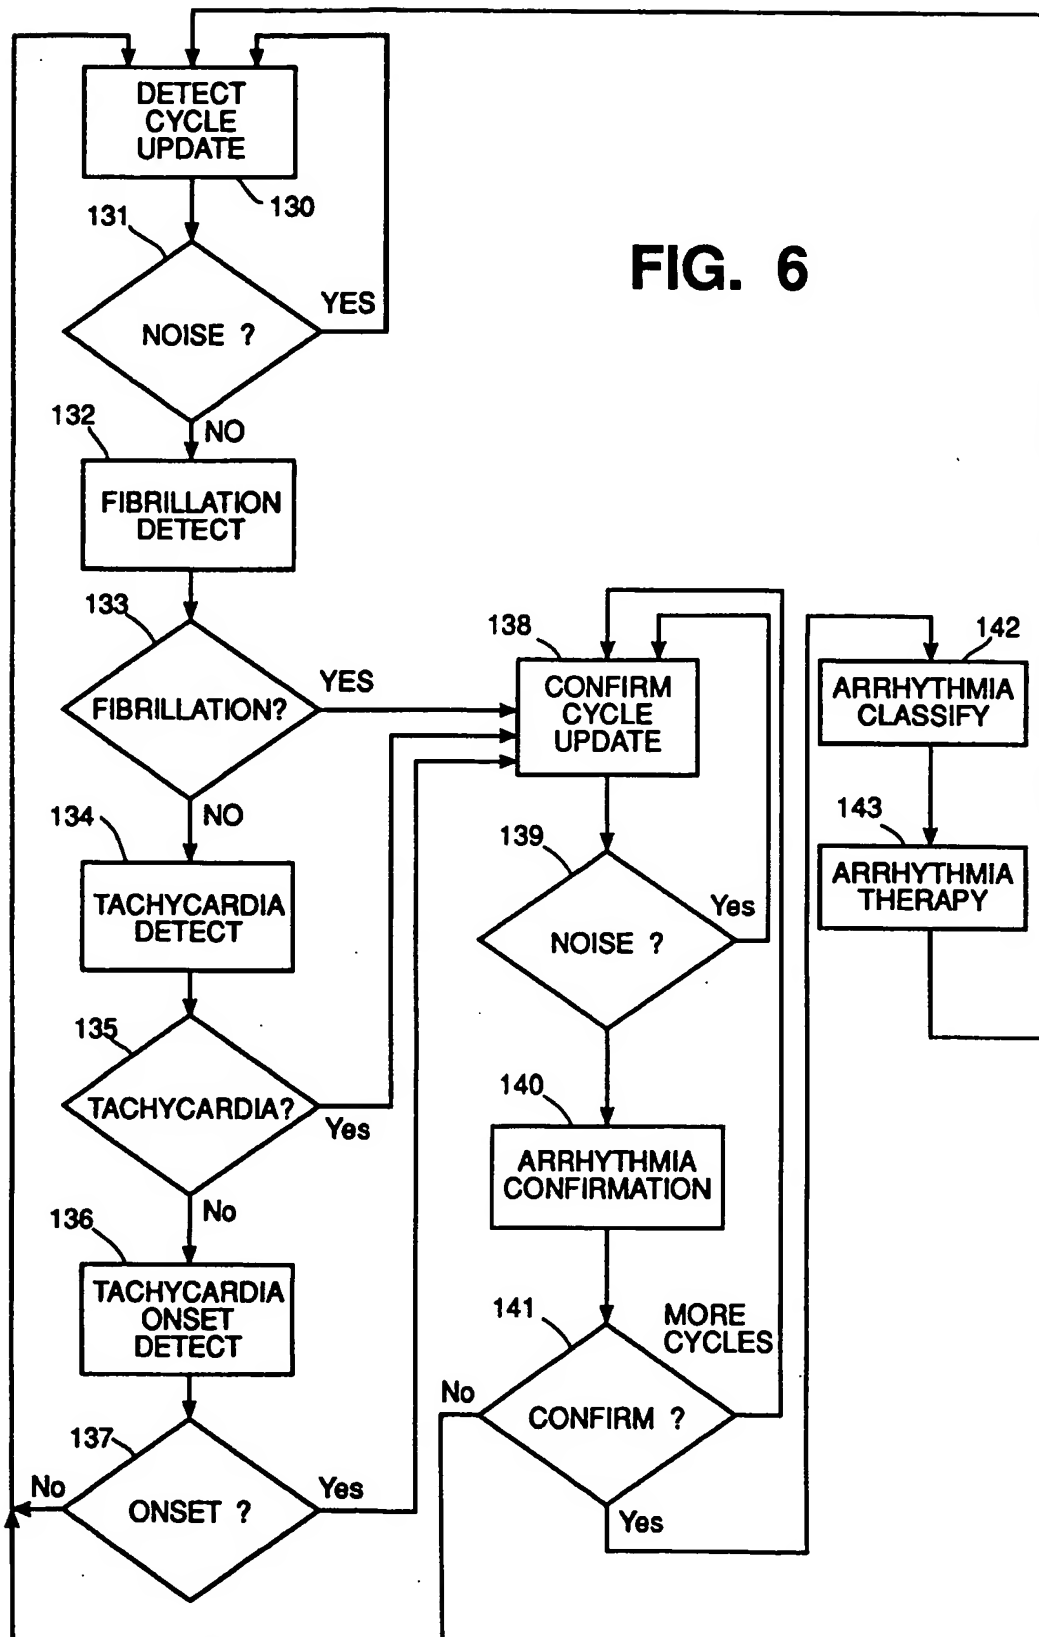 FIG. 6
DETECT
CYCLE
UPDATE
130
131
NOISE ?
YES
NO
132
FIBRILLATION
DETECT
133
FIBRILLATION?
YES
NO
134
TACHYCARDIA
DETECT
135
TACHYCARDIA?
Yes
No
136
TACHYCARDIA
ONSET
DETECT
137
ONSET ?
No
Yes
138
CONFIRM
CYCLE
UPDATE
139
NOISE ?
Yes
140
ARRHYTHMIA
CONFIRMATION
141
CONFIRM ?
MORE
CYCLES
No
Yes
142
ARRHYTHMIA
CLASSIFY
143
ARRHYTHMIA
THERAPY